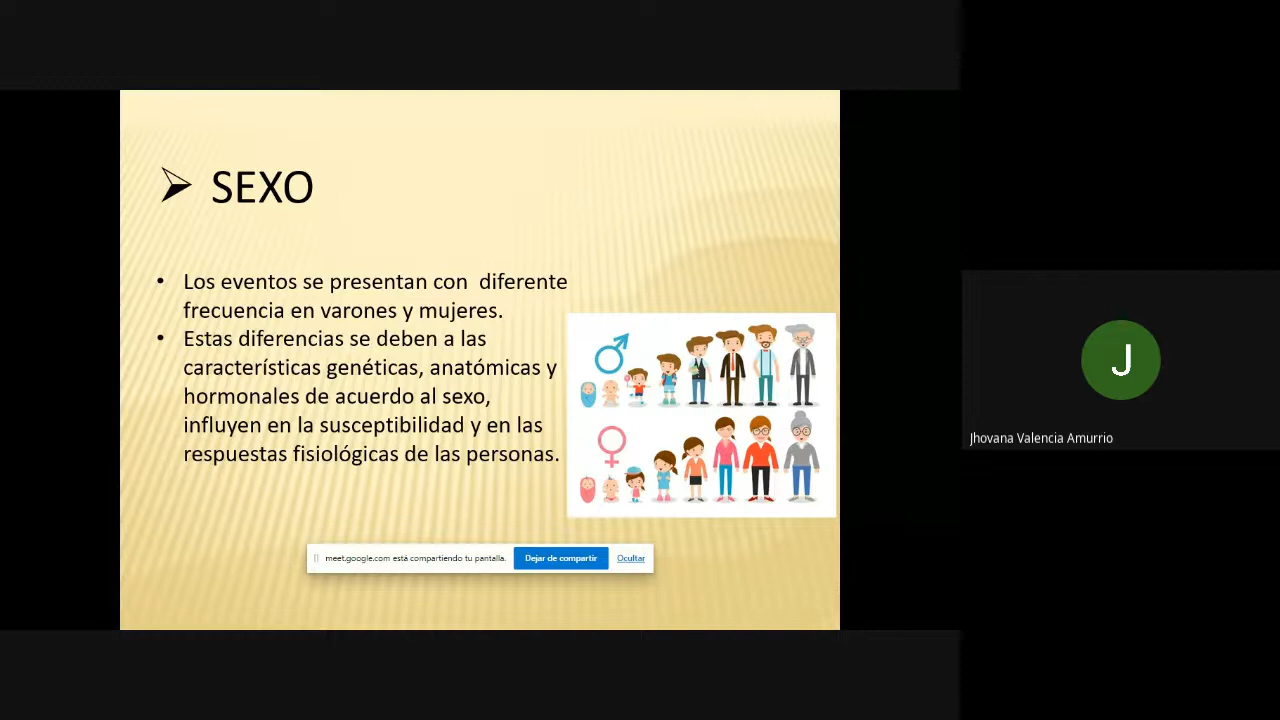 SEXO
• Los eventos se presentan con diferente
frecuencia en varones y mujeres.
• Estas diferencias se deben a las
características genéticas, anatómicas y
hormonales de acuerdo al sexo,
influyen en la susceptibilidad y en las
respuestas fisiológicas de las personas.
meet.google.com está compartiendo tu pantalla. Dejar de compartir Ocultar
J
Jhovana Valencia Amurrio